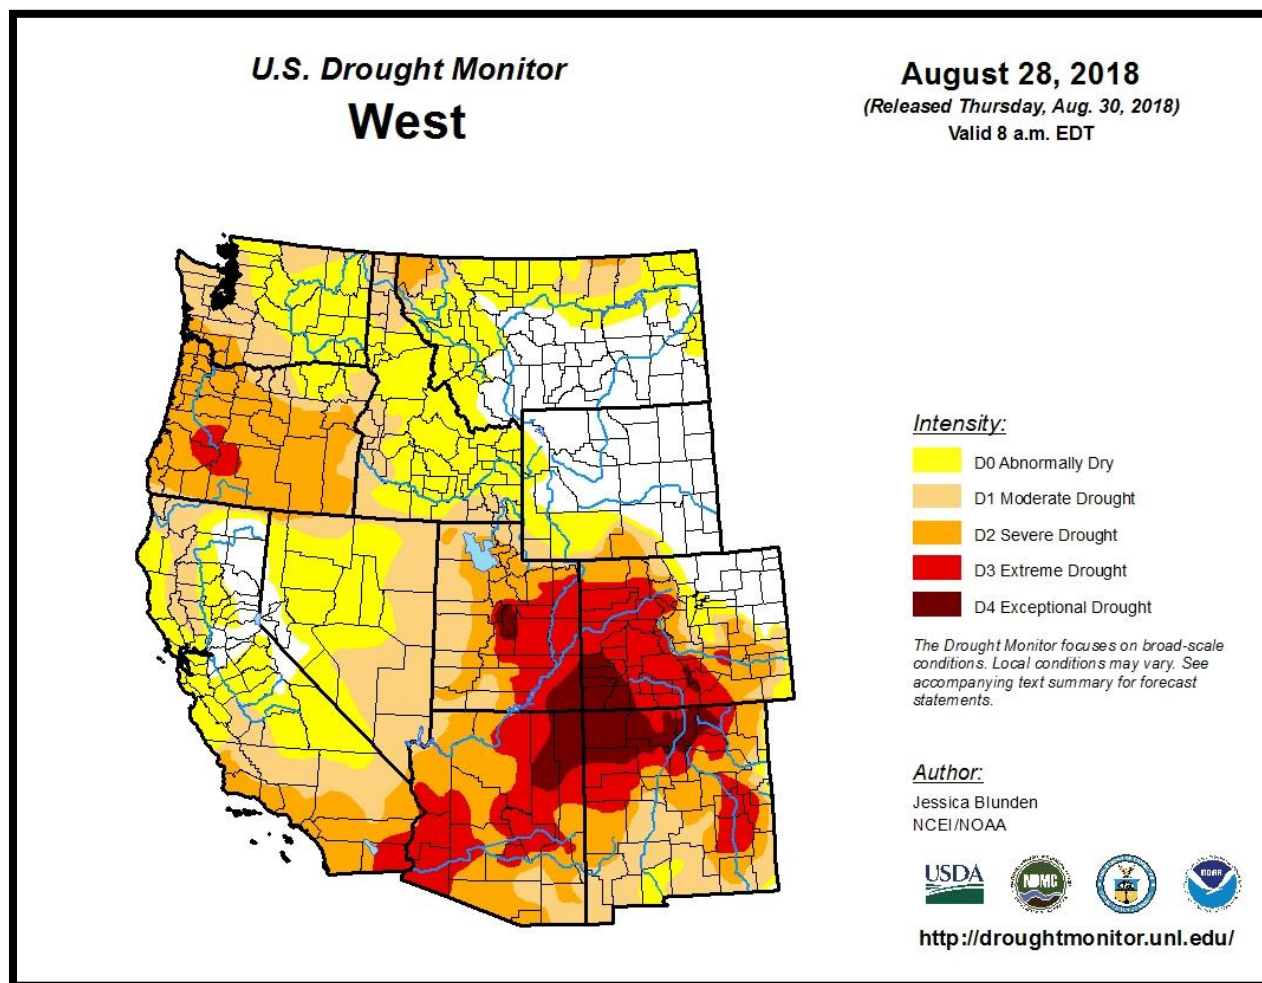 U.S. Drought Monitor
West
August 28, 2018
(Released Thursday, Aug. 30, 2018)
Valid 8 a.m. EDT
Intensity:
D0 Abnormally Dry
D1 Moderate Drought
D2 Severe Drought
D3 Extreme Drought
D4 Exceptional Drought
The Drought Monitor focuses on broad-scale
conditions. Local conditions may vary. See
accompanying text summary for forecast
statements.
Author:
Jessica Blunden
NCEI/NOAA
USDA
NDMC
NOAA
http://droughtmonitor.unl.edu/